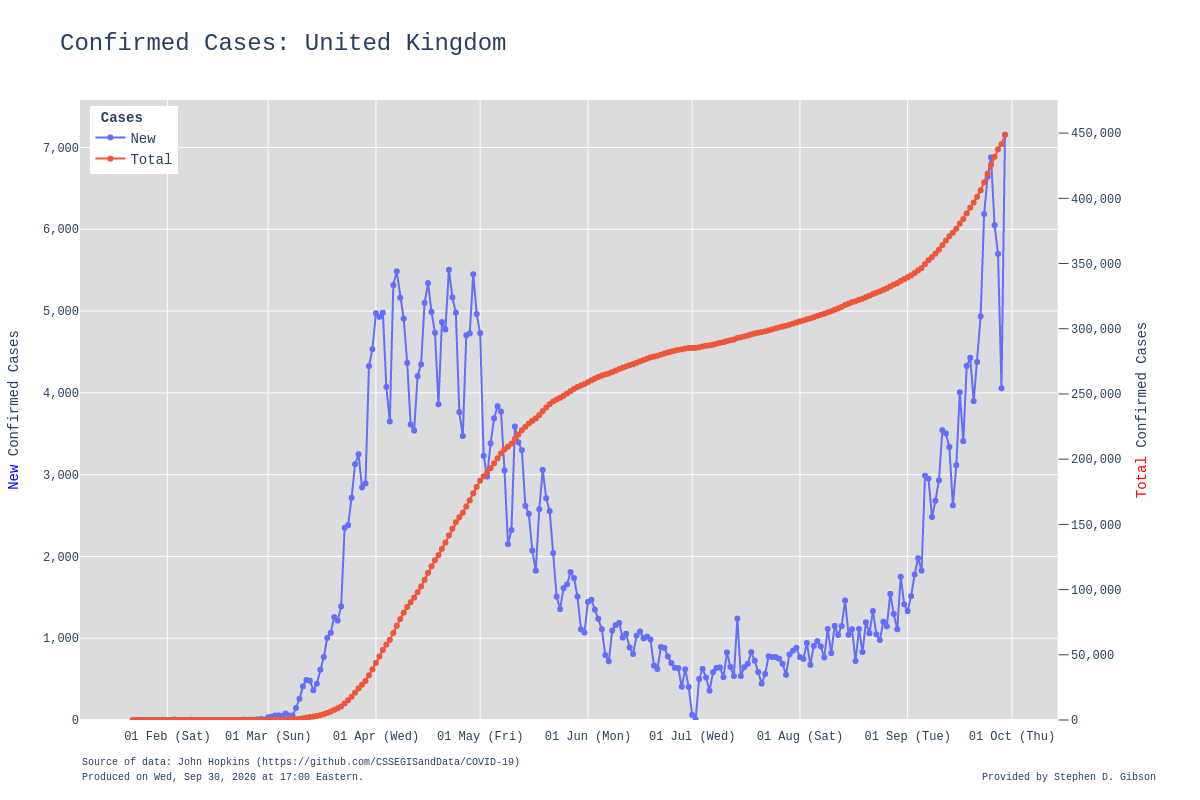 Confirmed Cases: United Kingdom
Cases
New
Total
7,000
6,000
5,000
4,000
3,000
2,000
1,000
0
New Confirmed Cases
450,000
400,000
350,000
300,000
250,000
200,000
150,000
100,000
50,000
0
Total Confirmed Cases
01 Feb (Sat) 01 Mar (Sun) 01 Apr (Wed) 01 May (Fri) 01 Jun (Mon) 01 Jul (Wed) 01 Aug (Sat) 01 Sep (Tue) 01 Oct (Thu)
Source of data: John Hopkins (https://github.com/CSSEGISandData/COVID-19)
Produced on Wed, Sep 30, 2020 at 17:00 Eastern.
Provided by Stephen D. Gibson